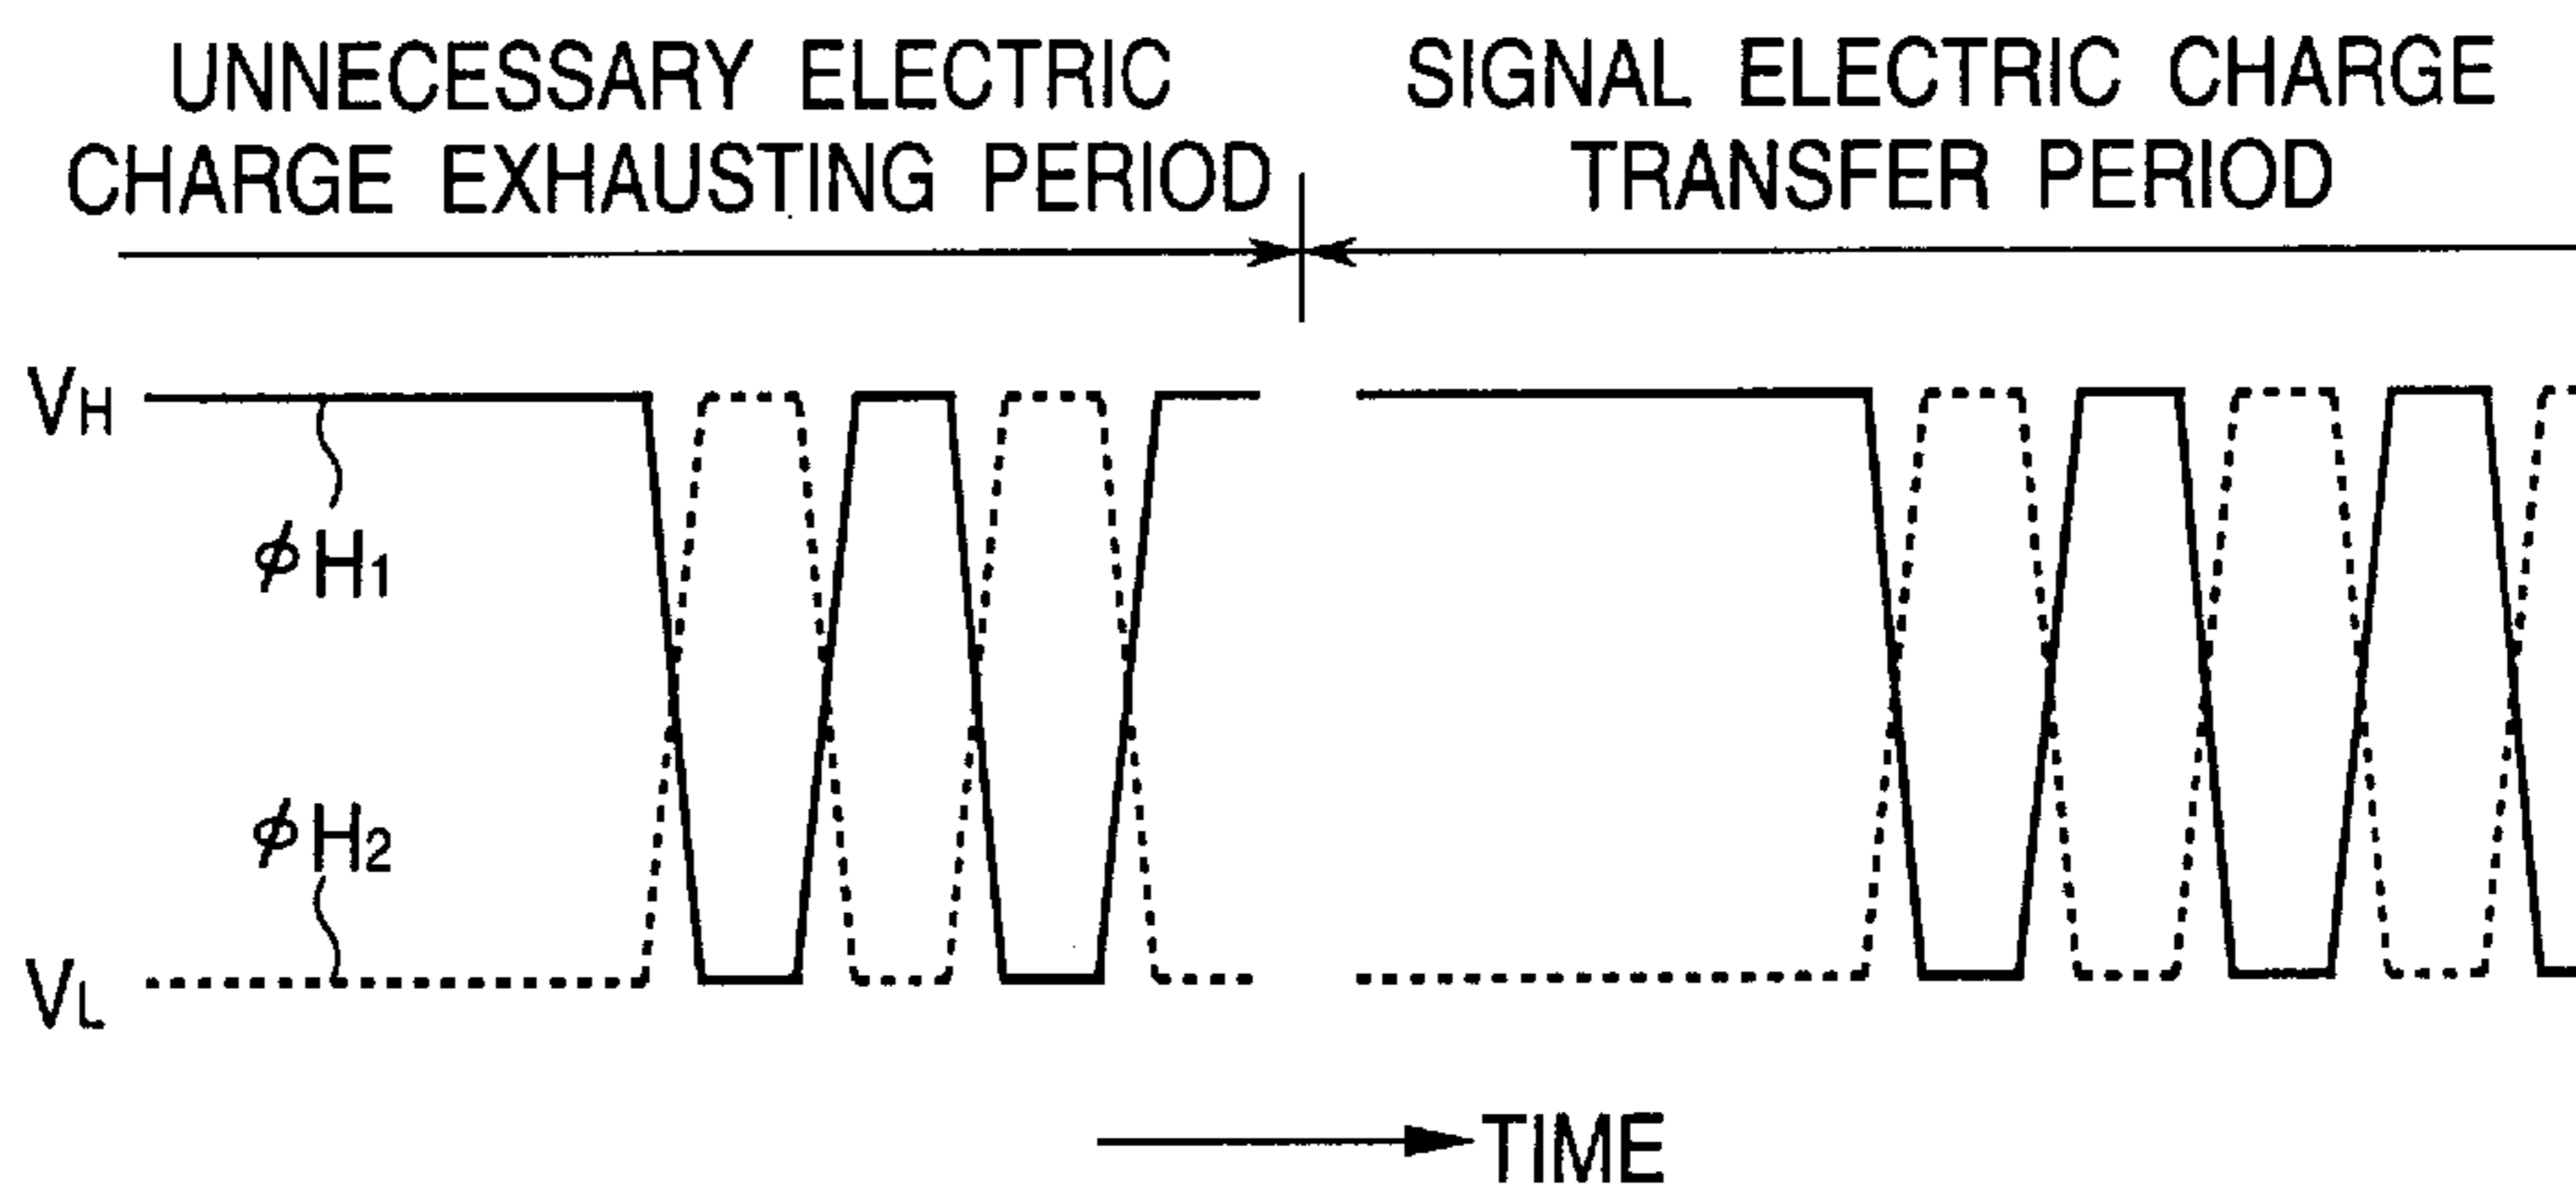 UNNECESSARY ELECTRIC
CHARGE EXHAUSTING PERIOD
SIGNAL ELECTRIC CHARGE
TRANSFER PERIOD
VH
φH1
φH2
VL
TIME